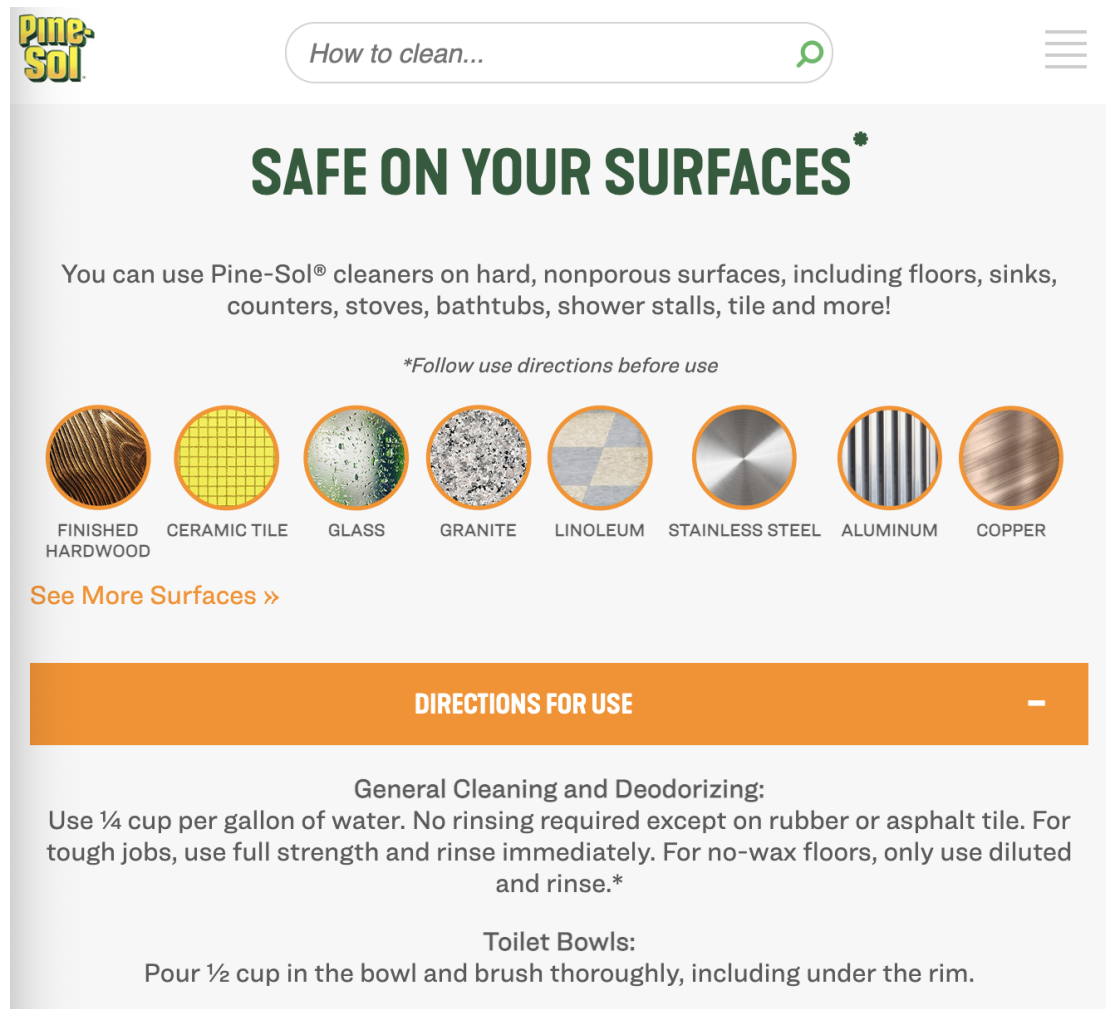 Pine-Sol™
How to clean...
SAFE ON YOUR SURFACES*
You can use Pine-Sol® cleaners on hard, nonporous surfaces, including floors, sinks,
counters, stoves, bathtubs, shower stalls, tile and more!
*Follow use directions before use
FINISHED HARDWOOD
CERAMIC TILE
GLASS
GRANITE
LINOLEUM
STAINLESS STEEL
ALUMINUM
COPPER
See More Surfaces »
DIRECTIONS FOR USE
General Cleaning and Deodorizing:
Use ¼ cup per gallon of water. No rinsing required except on rubber or asphalt tile. For
tough jobs, use full strength and rinse immediately. For no-wax floors, only use diluted
and rinse.*
Toilet Bowls:
Pour ½ cup in the bowl and brush thoroughly, including under the rim.